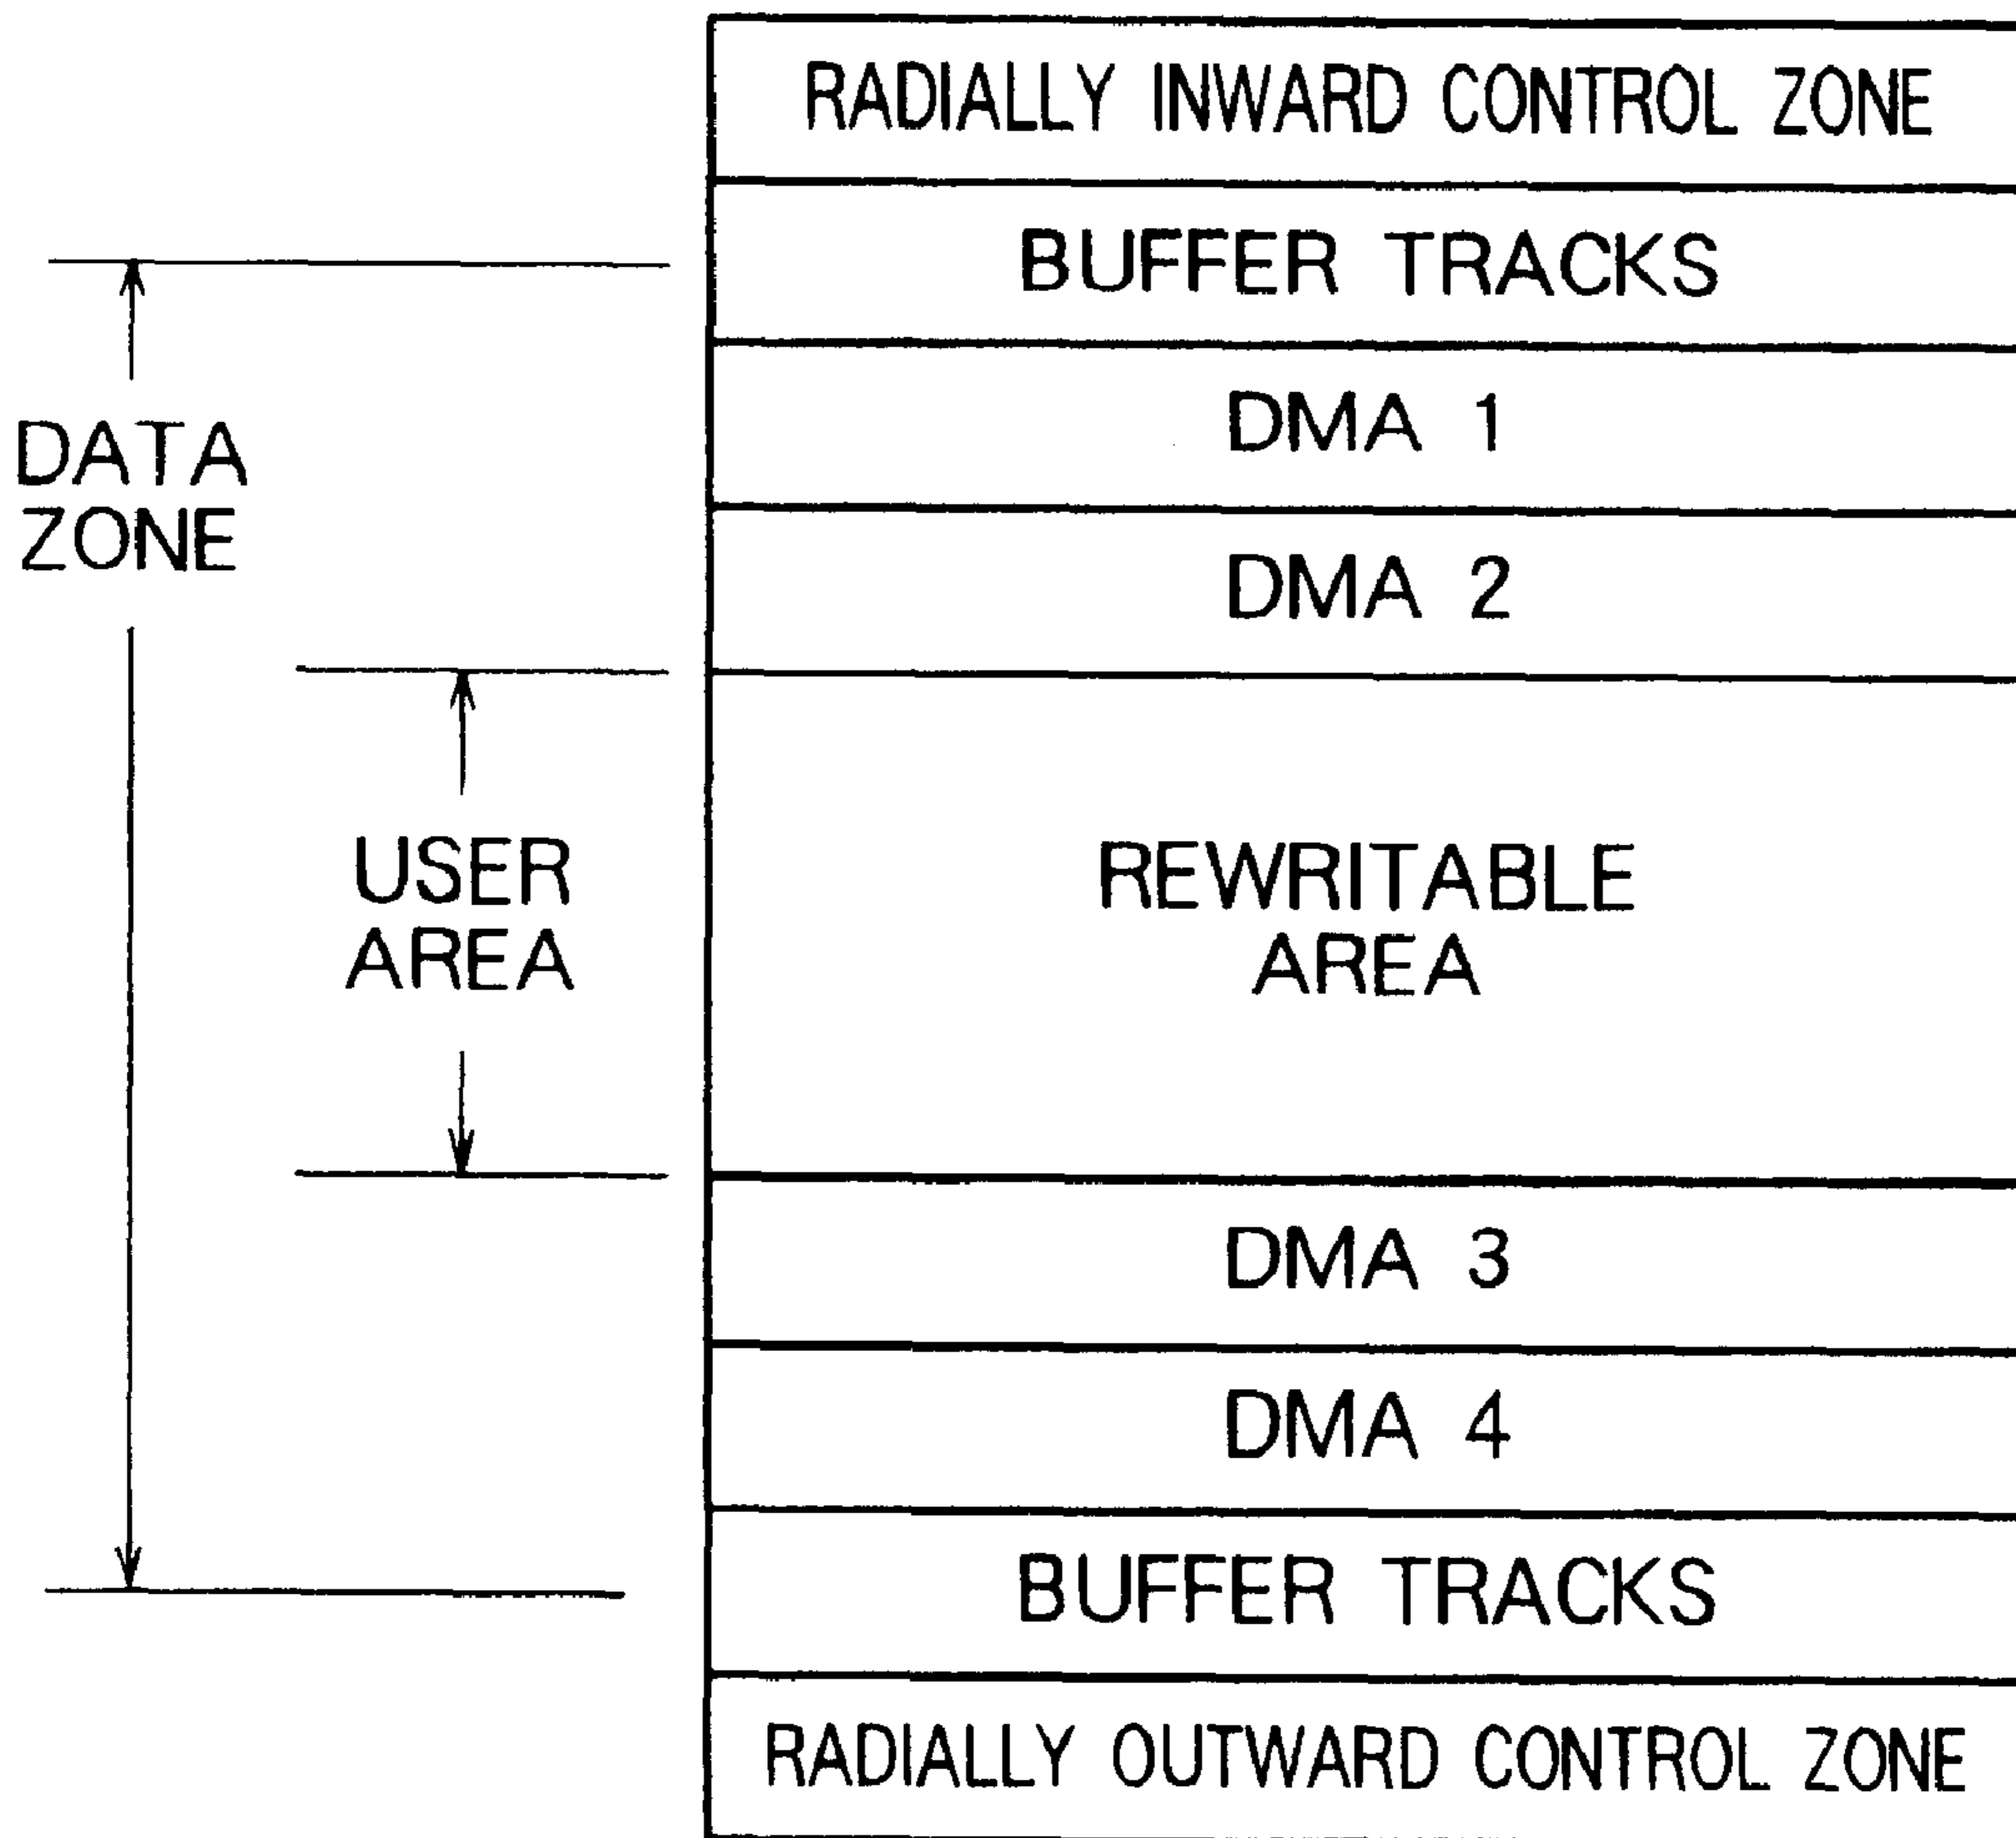 RADIALLY INWARD CONTROL ZONE
BUFFER TRACKS
DMA 1
DATA
ZONE
DMA 2
USER
AREA
REWRITABLE
AREA
DMA 3
DMA 4
BUFFER TRACKS
RADIALLY OUTWARD CONTROL ZONE